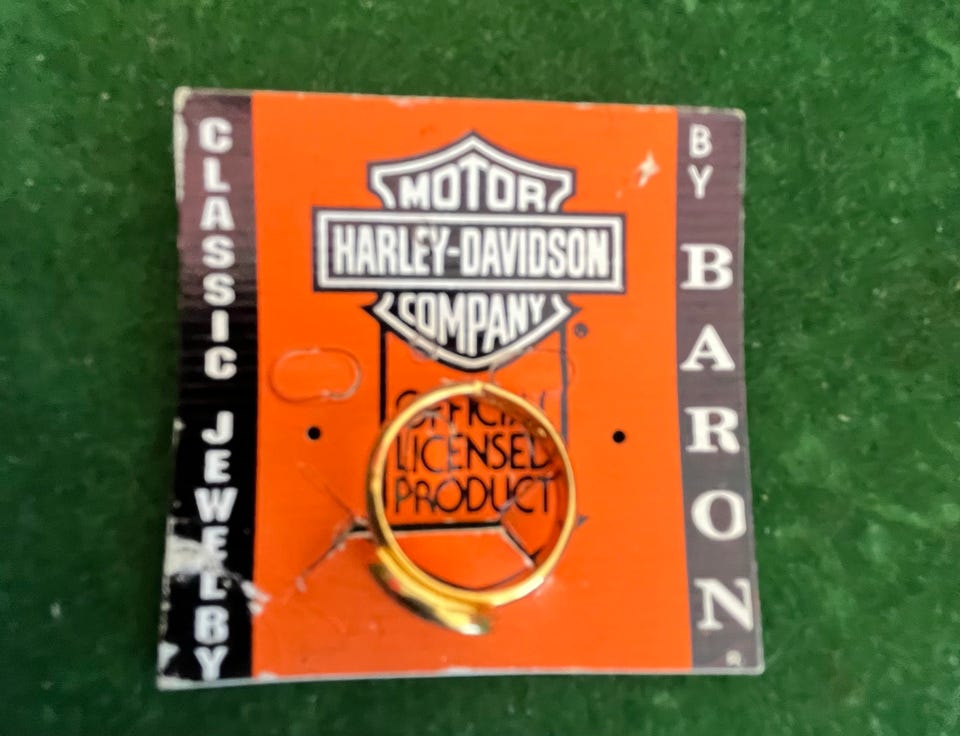 CLASSIC JEWELRY
MOTOR
HARLEY-DAVIDSON
COMPANY
®
OFFICIAL
LICENSED
PRODUCT
BY BARON®